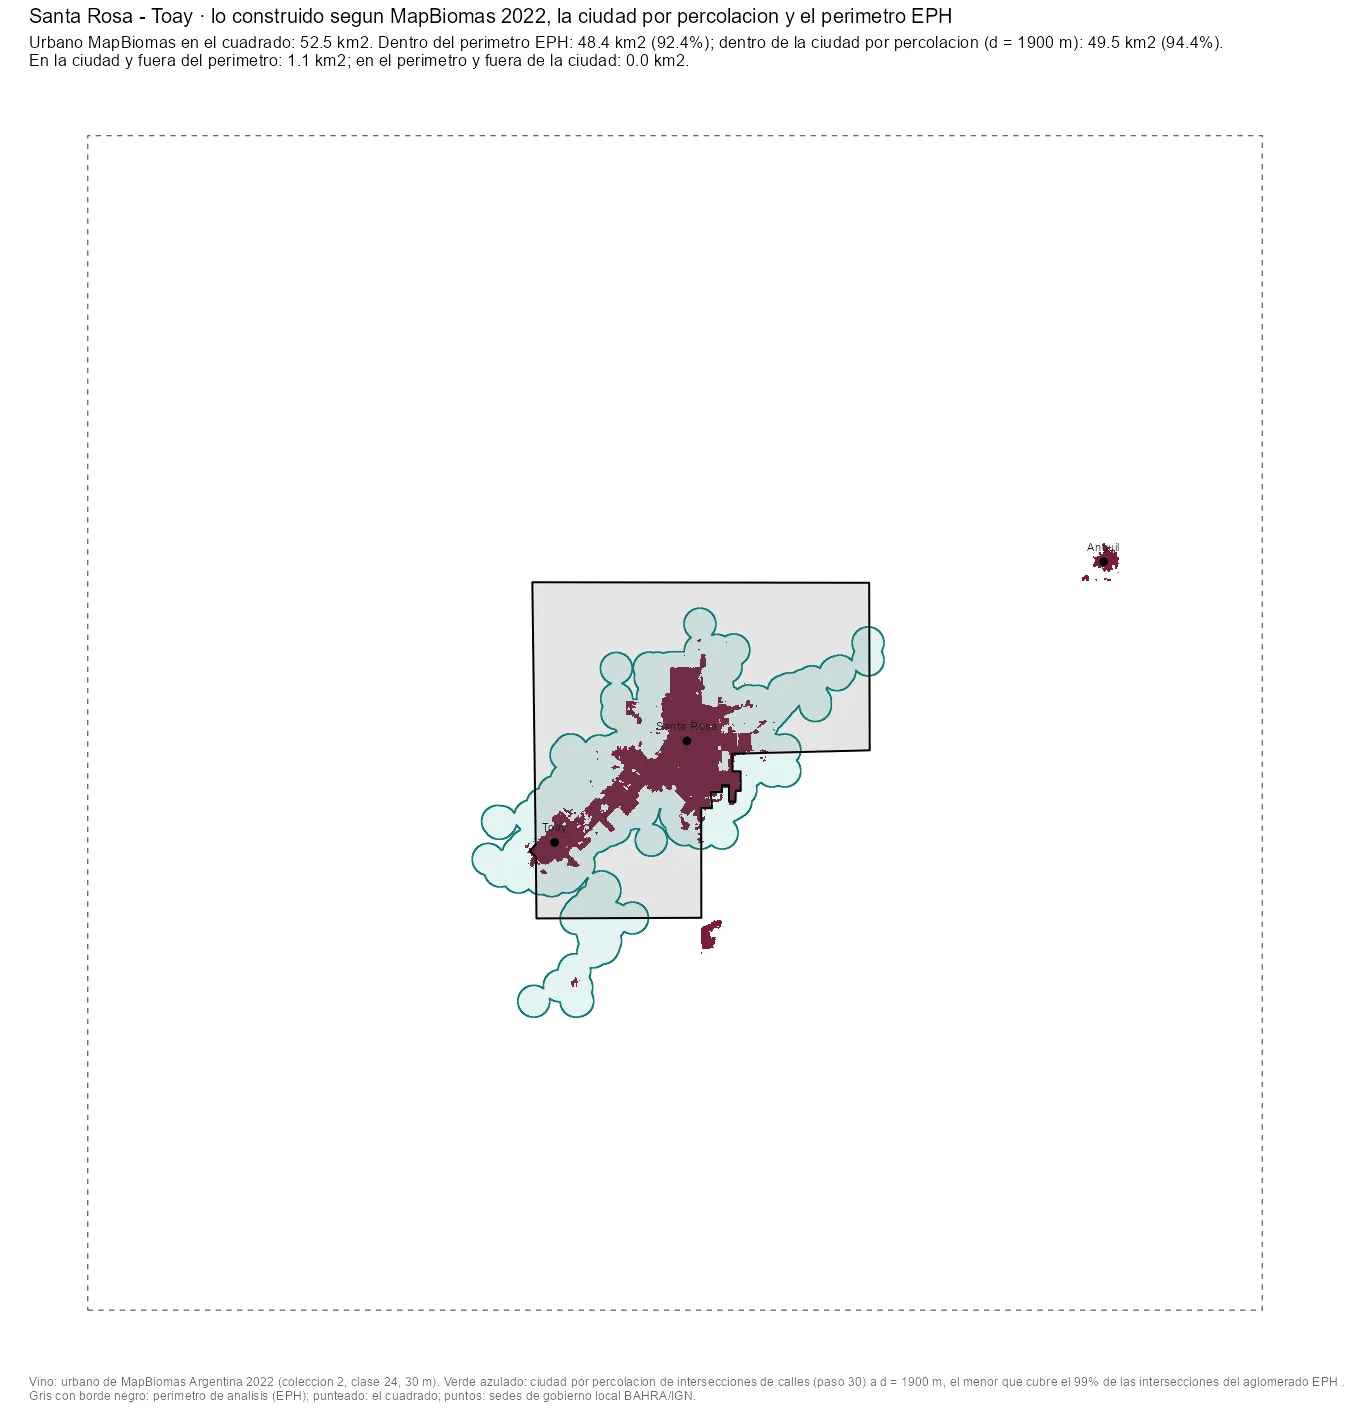 Santa Rosa - Toay · lo construido segun MapBiomas 2022, la ciudad por percolacion y el perimetro EPH
Urbano MapBiomas en el cuadrado: 52.5 km2. Dentro del perimetro EPH: 48.4 km2 (92.4%); dentro de la ciudad por percolacion (d = 1900 m): 49.5 km2 (94.4%).
En la ciudad y fuera del perimetro: 1.1 km2; en el perimetro y fuera de la ciudad: 0.0 km2.
Santa Rosa
Toay
Vino: urbano de MapBiomas Argentina 2022 (coleccion 2, clase 24, 30 m). Verde azulado: ciudad por percolacion de intersecciones de calles (paso 30) a d = 1900 m, el menor que cubre el 99% de las intersecciones del aglomerado EPH .
Gris con borde negro: perimetro de analisis (EPH); punteado: el cuadrado; puntos: sedes de gobierno local BAHRA/IGN.